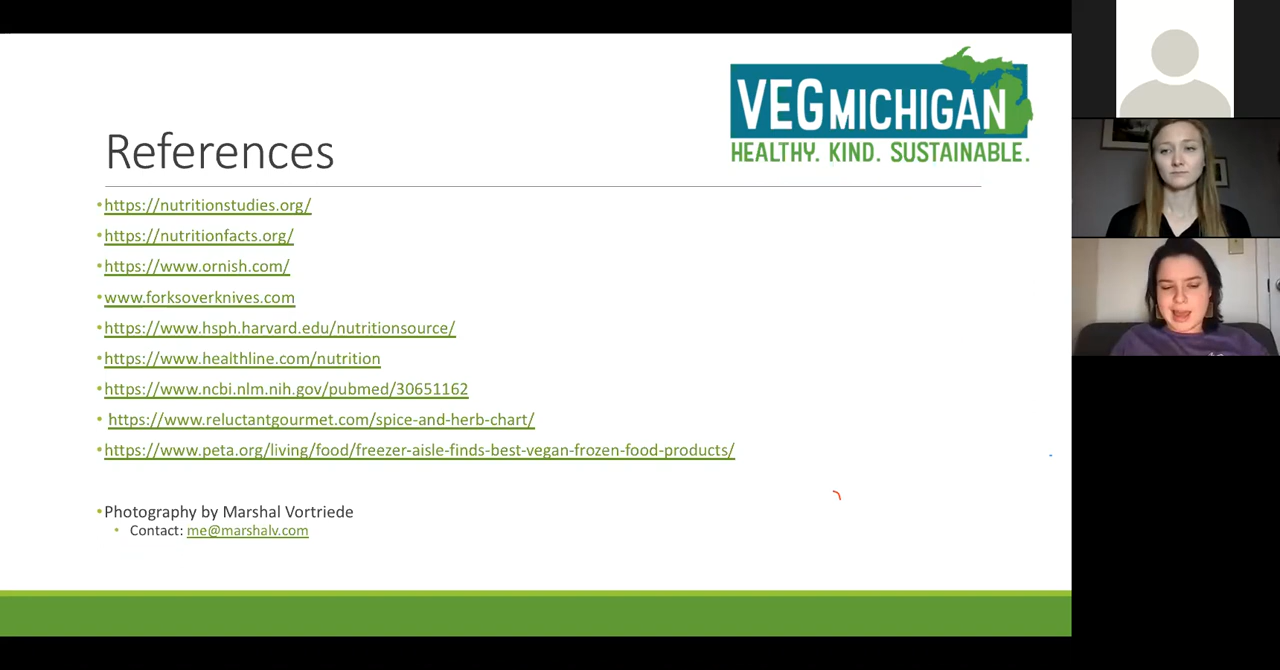 VEGMICHIGAN
HEALTHY. KIND. SUSTAINABLE.
References
•https://nutritionstudies.org/
•https://nutritionfacts.org/
•https://www.ornish.com/
•www.forksoverknives.com
•https://www.hsph.harvard.edu/nutritionsource/
•https://www.healthline.com/nutrition
•https://www.ncbi.nlm.nih.gov/pubmed/30651162
• https://www.reluctantgourmet.com/spice-and-herb-chart/
•https://www.peta.org/living/food/freezer-aisle-finds-best-vegan-frozen-food-products/
•Photography by Marshal Vortriede
• Contact: me@marshalv.com